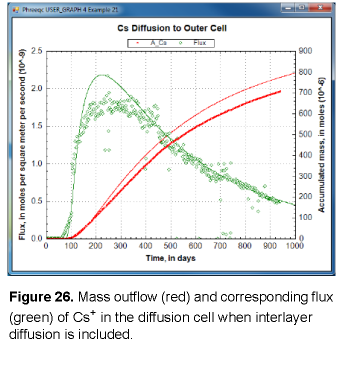 Phreeqc USER_GRAPH 4 Example 21
Cs Diffusion to Outer Cell
A_Cs Flux
Flux, in moles per square meter per second (10^-9)
2.5
2.0
1.5
1.0
0.5
0.0
900
800
700
600
500
400
300
200
100
0
Accumulated mass, in moles (10^-6)
0 100 200 300 400 500 600 700 800 900 1000
Time, in days
Figure 26. Mass outflow (red) and corresponding flux
(green) of Cs+ in the diffusion cell when interlayer
diffusion is included.